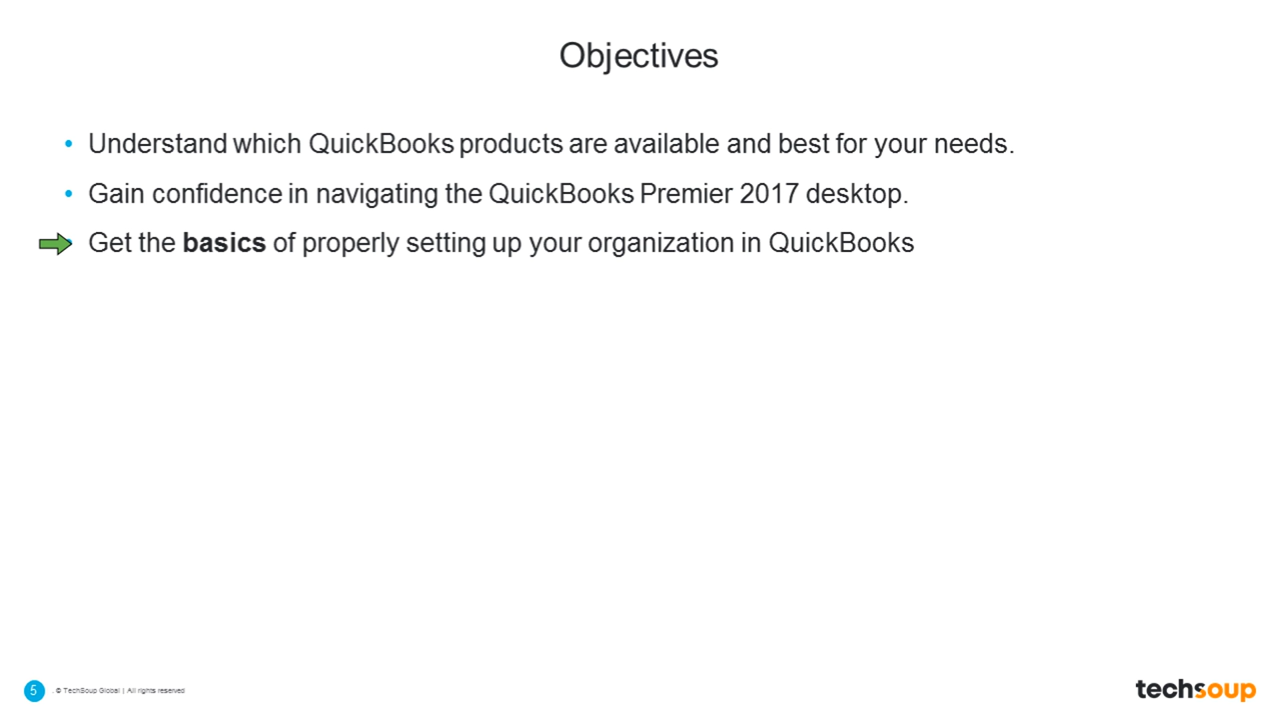 Objectives
• Understand which QuickBooks products are available and best for your needs.
• Gain confidence in navigating the QuickBooks Premier 2017 desktop.
• Get the basics of properly setting up your organization in QuickBooks
5 . © TechSoup Global | All rights reserved
techsoup